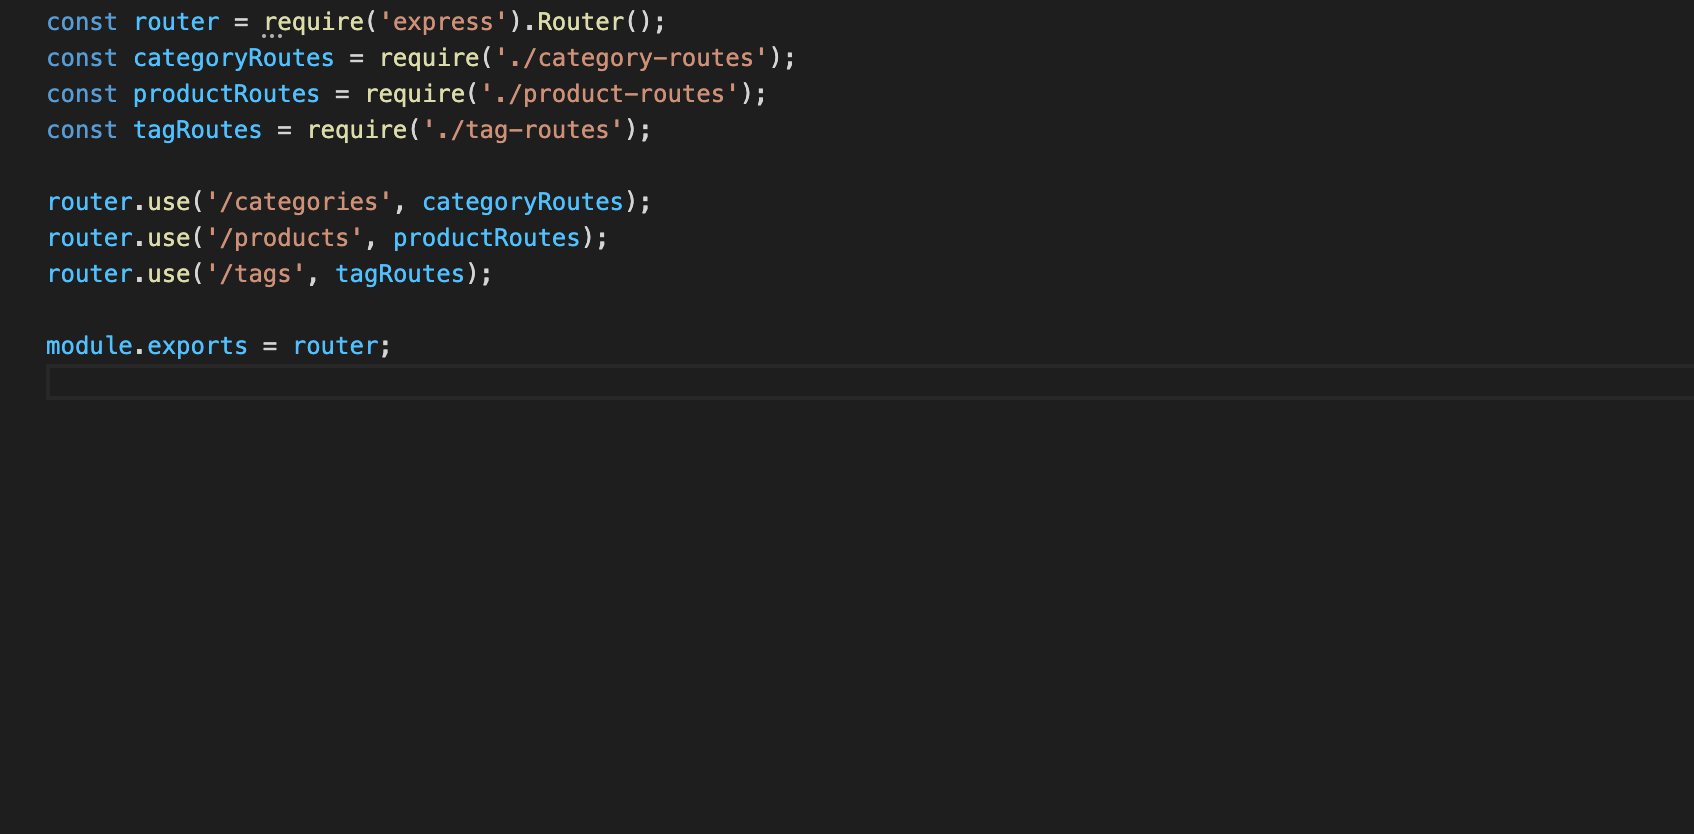 const router = require('express').Router();
const categoryRoutes = require('./category-routes');
const productRoutes = require('./product-routes');
const tagRoutes = require('./tag-routes');
router.use('/categories', categoryRoutes);
router.use('/products', productRoutes);
router.use('/tags', tagRoutes);
module.exports = router;